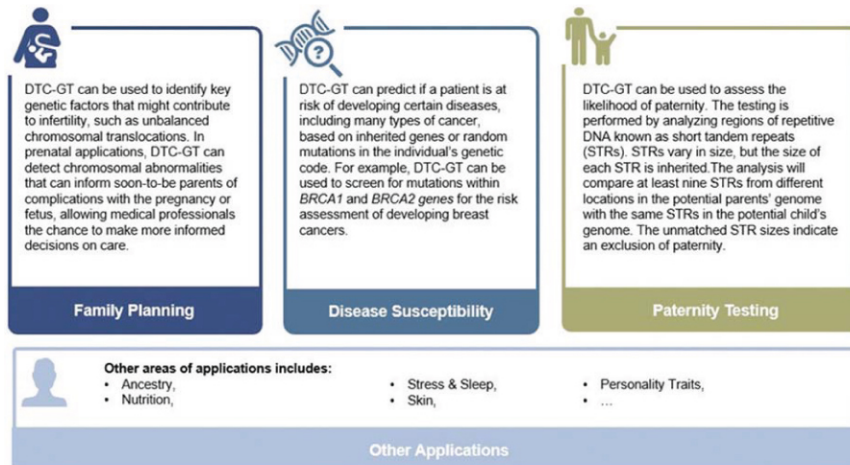 DTC-GT can be used to identify key
genetic factors that might contribute
to infertility, such as unbalanced
chromosomal translocations. In
prenatal applications, DTC-GT can
detect chromosomal abnormalities
that can inform soon-to-be parents of
complications with the pregnancy or
fetus, allowing medical professionals
the chance to make more informed
decisions on care.
Family Planning
?
DTC-GT can predict if a patient is at
risk of developing certain diseases,
including many types of cancer,
based on inherited genes or random
mutations in the individual's genetic
code. For example, DTC-GT can be
used to screen for mutations within
BRCA1 and BRCA2 genes for the risk
assessment of developing breast
cancers.
Disease Susceptibility
DTC-GT can be used to assess the
likelihood of paternity. The testing is
performed by analyzing regions of repetitive
DNA known as short tandem repeats
(STRs). STRs vary in size, but the size of
each STR is inherited.The analysis will
compare at least nine STRs from different
locations in the potential parents' genome
with the same STRs in the potential child's
genome. The unmatched STR sizes indicate
an exclusion of paternity.
Paternity Testing
Other areas of applications includes:
• Ancestry,
• Nutrition,
• Stress & Sleep,
• Skin,
• Personality Traits,
• ...
Other Applications